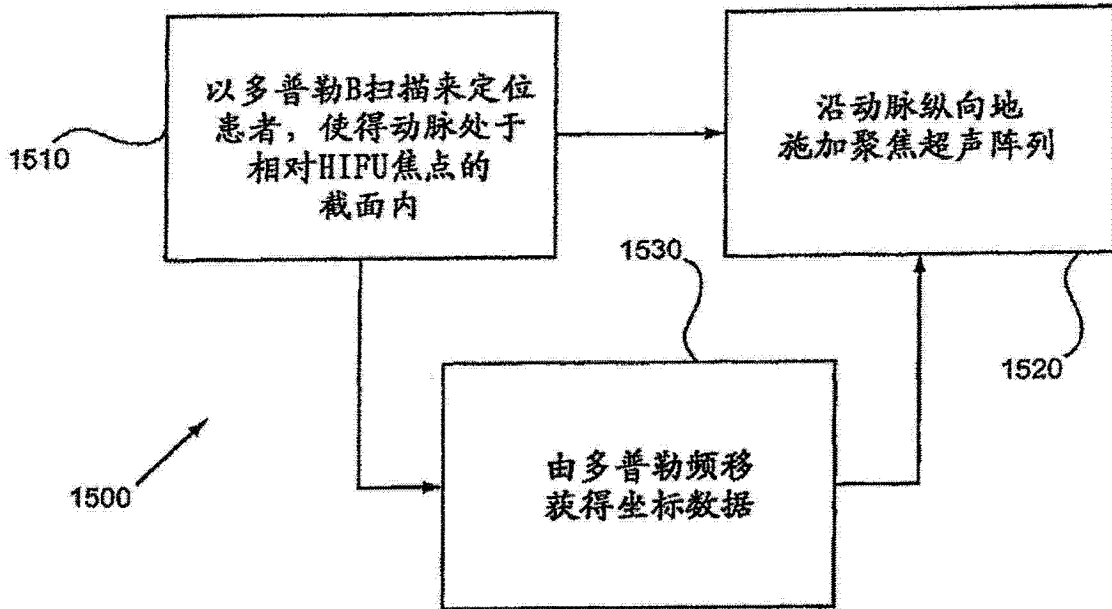 以多普勒B扫描来定位
患者，使得动脉处于
相对HIFU焦点的
截面内
1510
沿动脉纵向地
施加聚焦超声阵列
1520
1530
由多普勒频移
获得坐标数据
1500